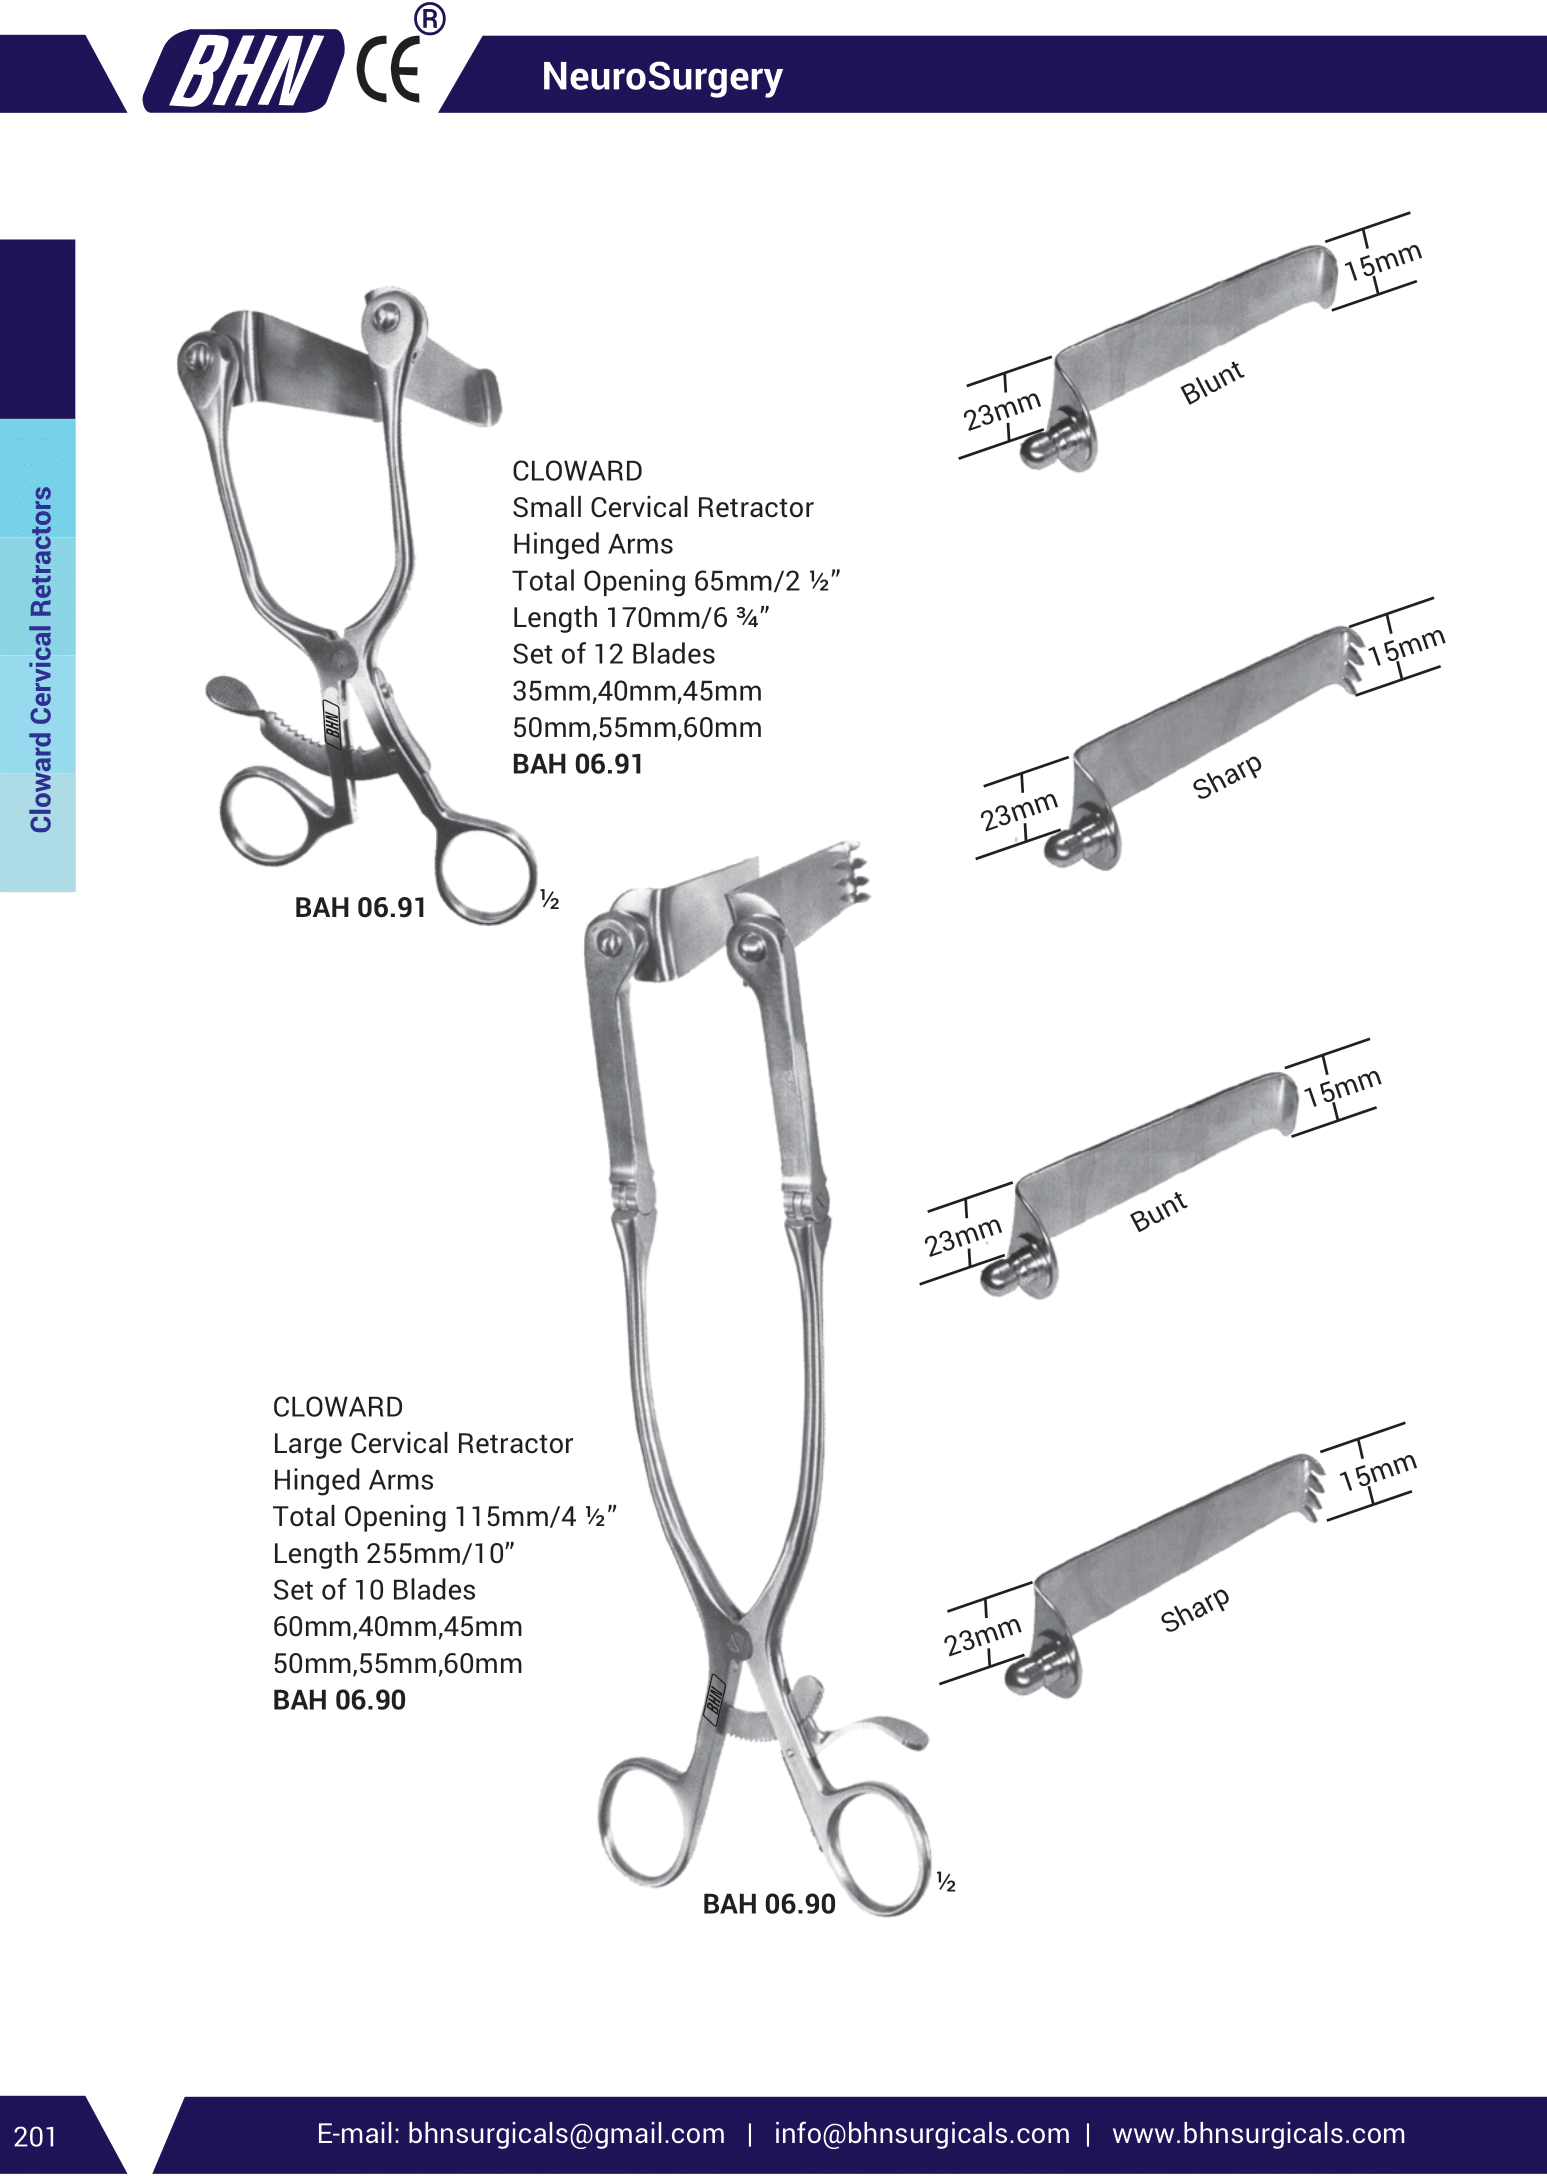 BHN CE ®
NeuroSurgery
Cloward Cervical Retractors
15mm
23mm
Blunt
CLOWARD
Small Cervical Retractor
Hinged Arms
Total Opening 65mm/2 ½”
Length 170mm/6 ¾”
Set of 12 Blades
35mm,40mm,45mm
50mm,55mm,60mm
BAH 06.91
BHN
BAH 06.91
½
15mm
23mm
Sharp
15mm
23mm
Bunt
CLOWARD
Large Cervical Retractor
Hinged Arms
Total Opening 115mm/4 ½”
Length 255mm/10”
Set of 10 Blades
60mm,40mm,45mm
50mm,55mm,60mm
BAH 06.90
15mm
23mm
Sharp
BHN
BAH 06.90
½
201
E-mail: bhnsurgicals@gmail.com | info@bhnsurgicals.com | www.bhnsurgicals.com